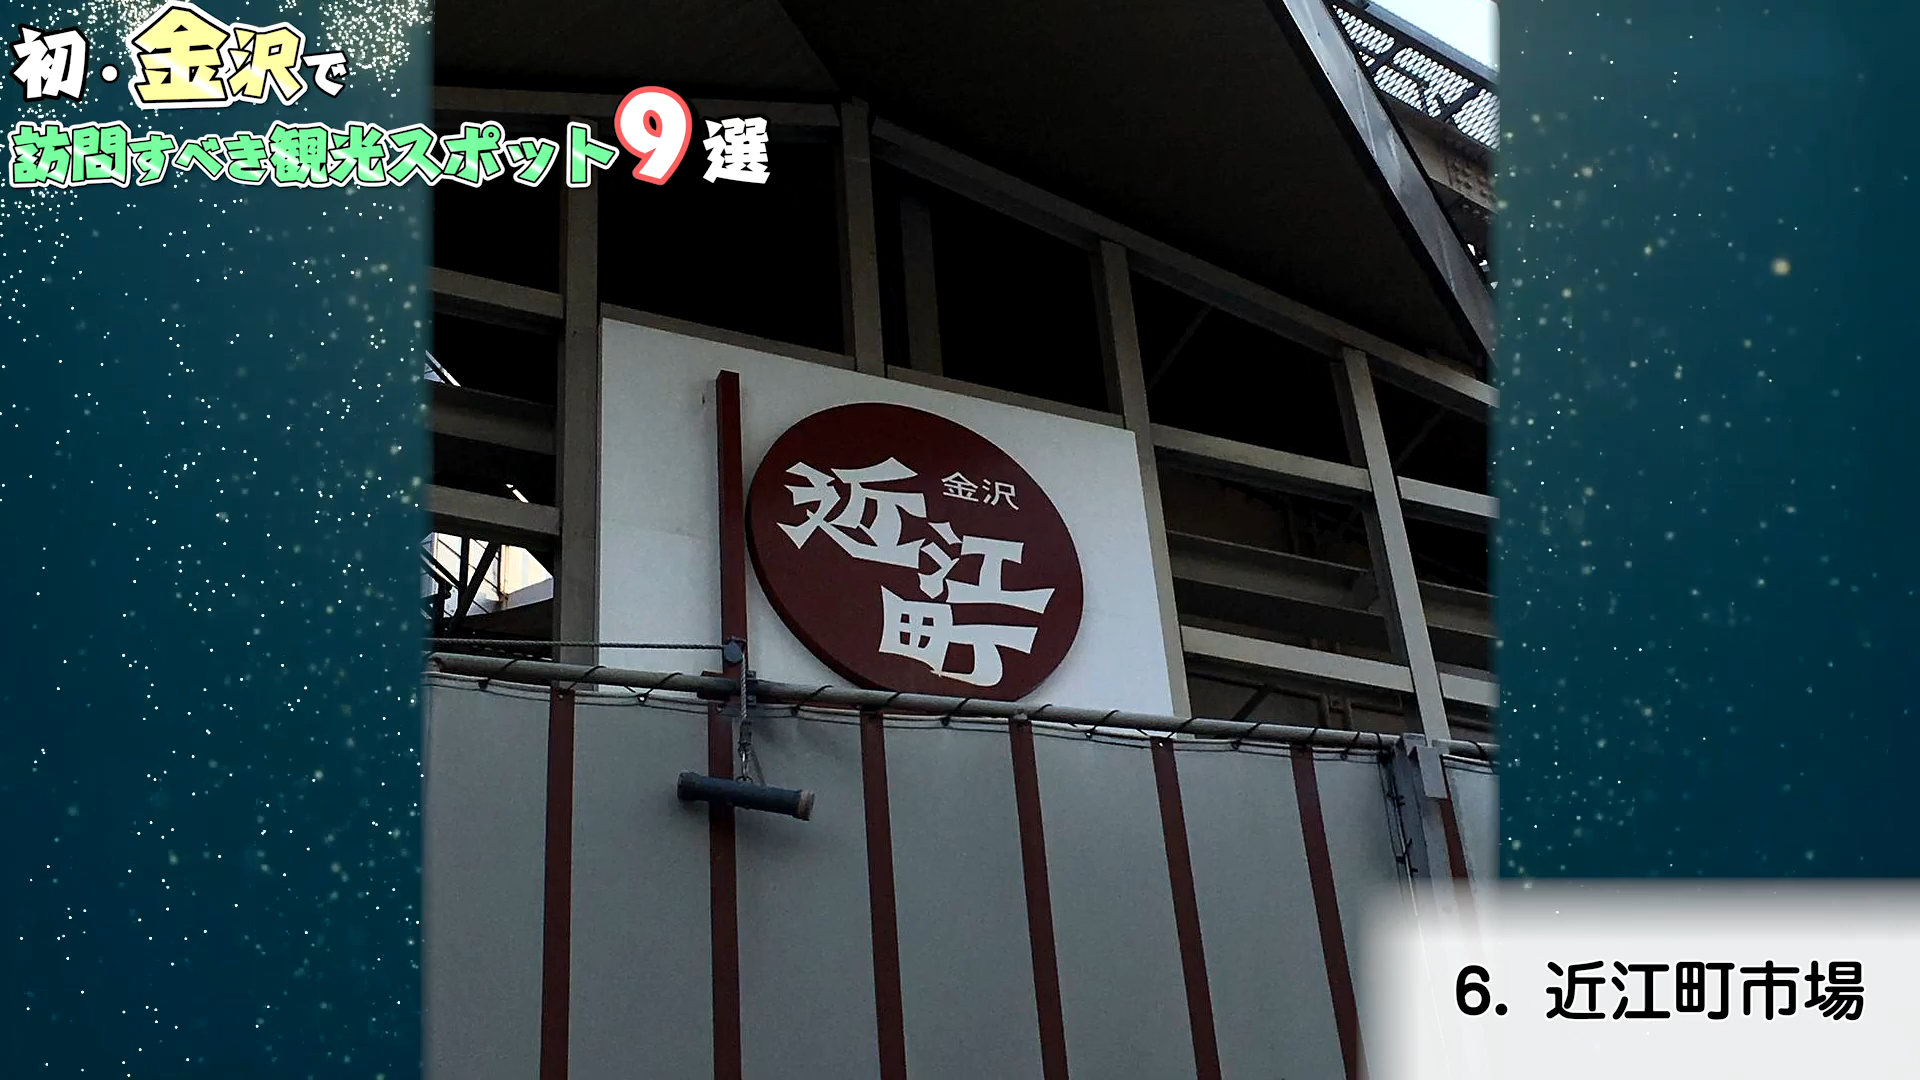 初・金沢で
訪問すべき観光スポット9選
金沢
近江
町
6. 近江町市場